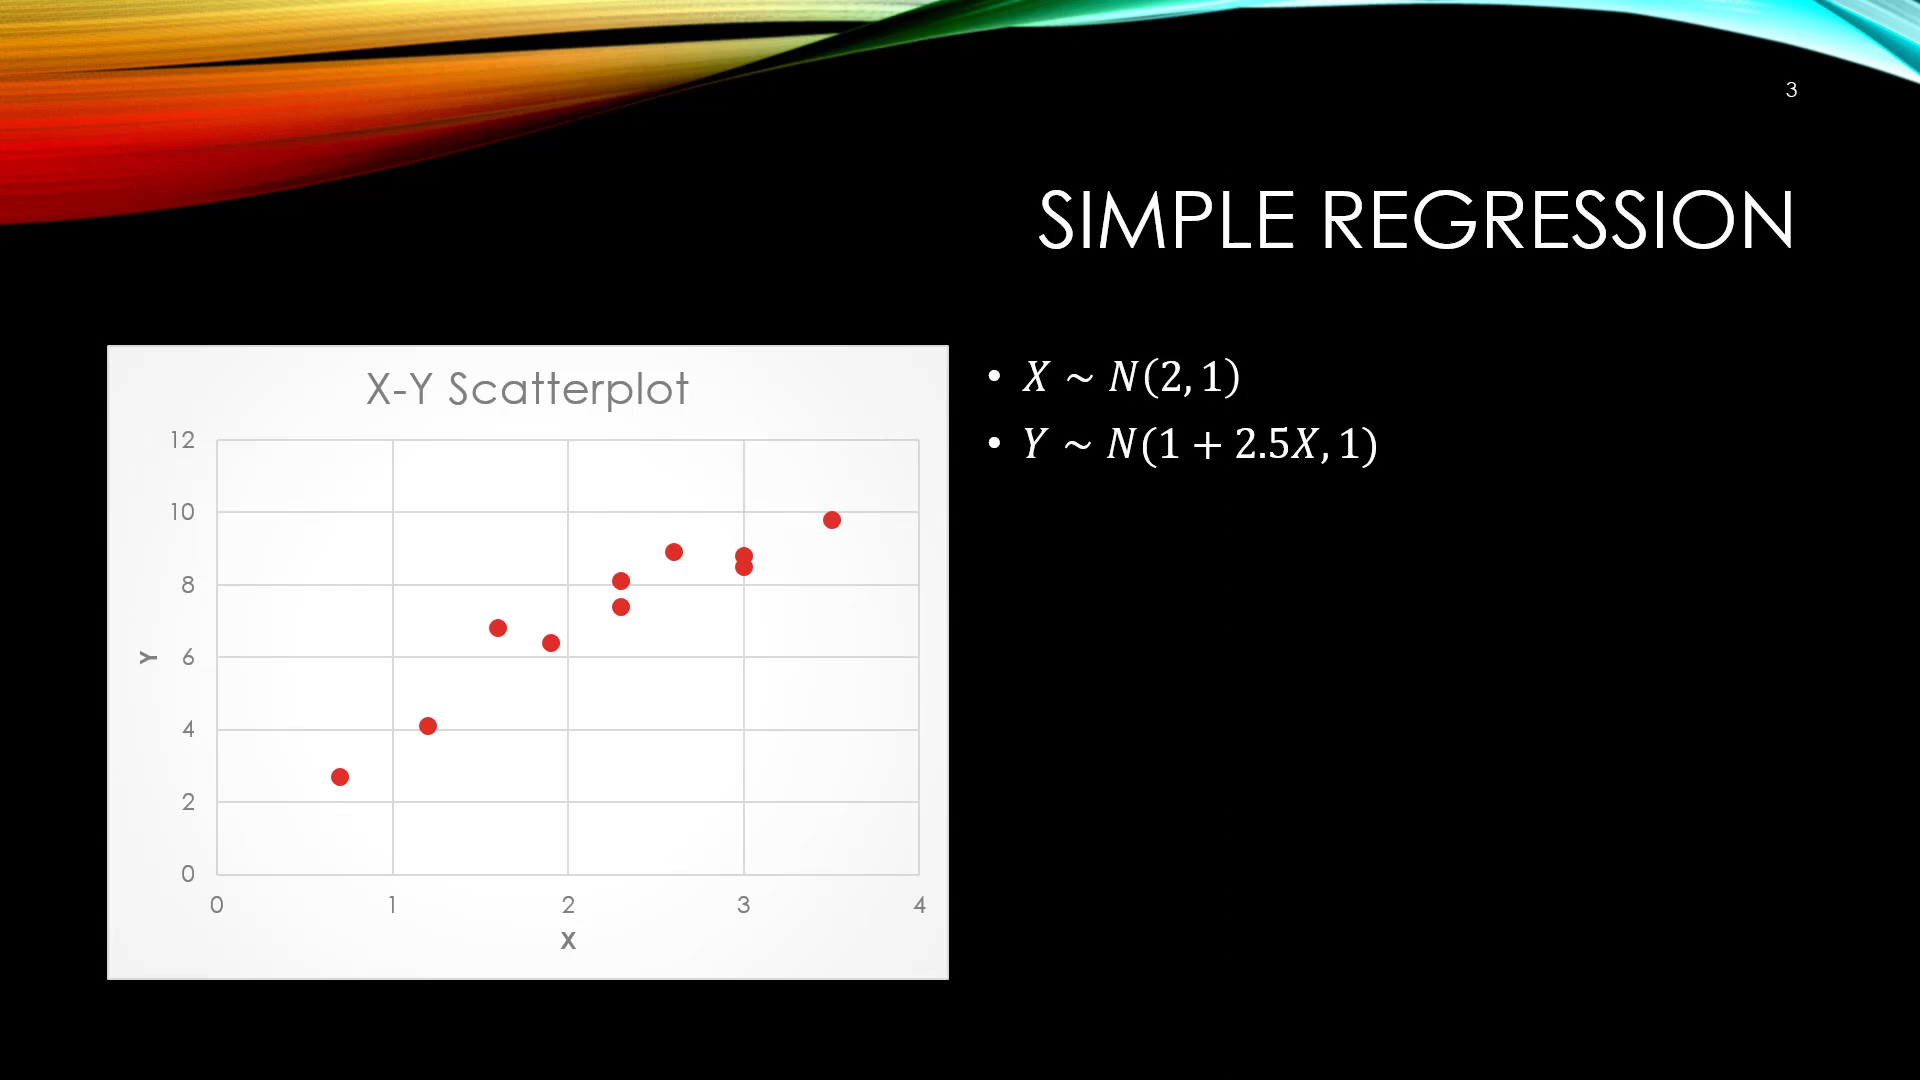 3
SIMPLE REGRESSION
X-Y Scatterplot
12
10
8
6
4
2
0
Y
0 1 2 3 4
X
• X ~ N(2, 1)
• Y ~ N(1 + 2.5X, 1)